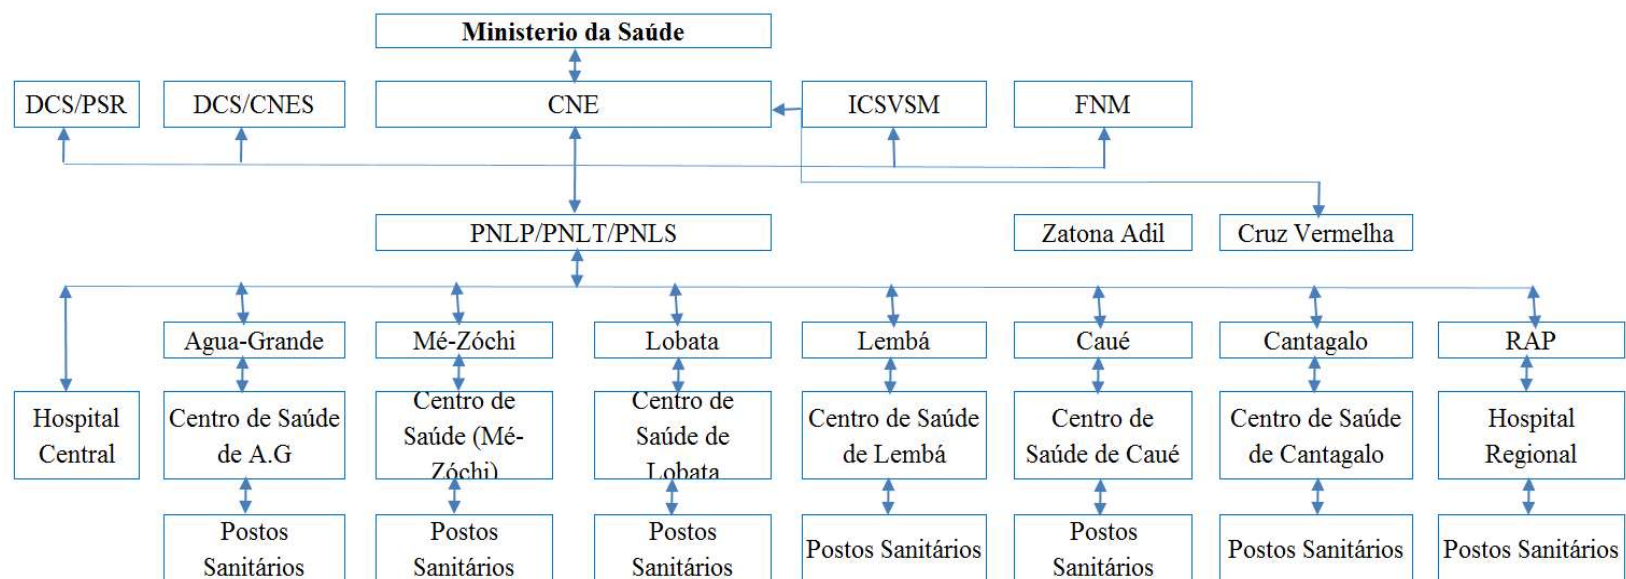 Ministerio da Saúde
DCS/PSR
DCS/CNES
CNE
ICSVSM
FNM
PNLP/PNLT/PNLS
Zatona Adil
Cruz Vermelha
Agua-Grande
Mé-Zóchi
Lobata
Lembá
Caué
Cantagalo
RAP
Hospital
Central
Centro de Saúde
de A.G
Centro de
Saúde (Mé-
Zóchi)
Centro de
Saúde de
Lobata
Centro de Saúde
de Lembá
Centro de
Saúde de Caué
Centro de Saúde
de Cantagalo
Hospital
Regional
Postos
Sanitários
Postos
Sanitários
Postos
Sanitários
Postos Sanitários
Postos
Sanitários
Postos Sanitários
Postos Sanitários